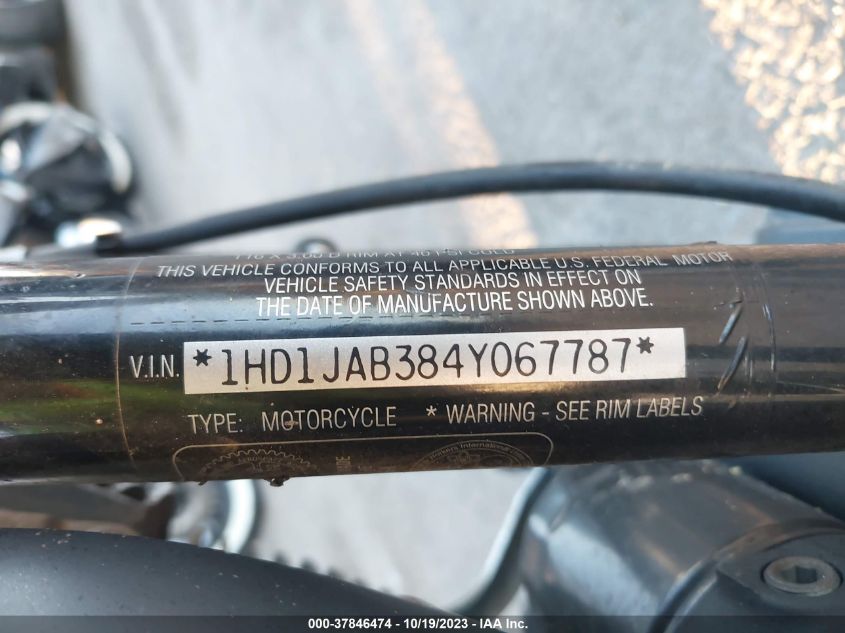 THIS VEHICLE CONFORMS TO ALL APPLICABLE U.S. FEDERAL MOTOR
VEHICLE SAFETY STANDARDS IN EFFECT ON
THE DATE OF MANUFACTURE SHOWN ABOVE.
V.I.N. *1HD1JAB384Y067787*
TYPE: MOTORCYCLE * WARNING - SEE RIM LABELS
000-37846474 - 10/19/2023 - IAA Inc.